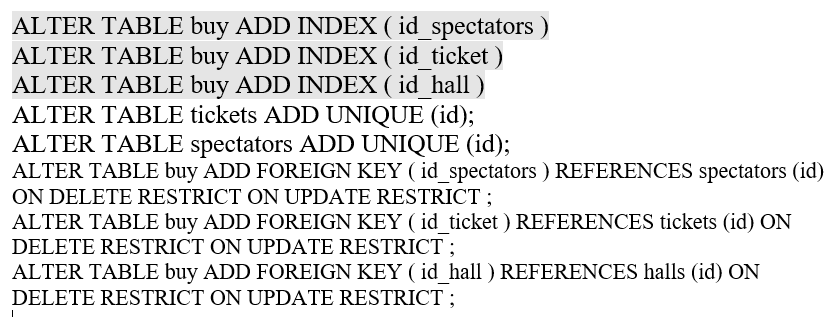 ALTER TABLE buy ADD INDEX ( id_spectators )
ALTER TABLE buy ADD INDEX ( id_ticket )
ALTER TABLE buy ADD INDEX ( id_hall )
ALTER TABLE tickets ADD UNIQUE (id);
ALTER TABLE spectators ADD UNIQUE (id);
ALTER TABLE buy ADD FOREIGN KEY ( id_spectators ) REFERENCES spectators (id)
ON DELETE RESTRICT ON UPDATE RESTRICT ;
ALTER TABLE buy ADD FOREIGN KEY ( id_ticket ) REFERENCES tickets (id) ON
DELETE RESTRICT ON UPDATE RESTRICT ;
ALTER TABLE buy ADD FOREIGN KEY ( id_hall ) REFERENCES halls (id) ON
DELETE RESTRICT ON UPDATE RESTRICT ;